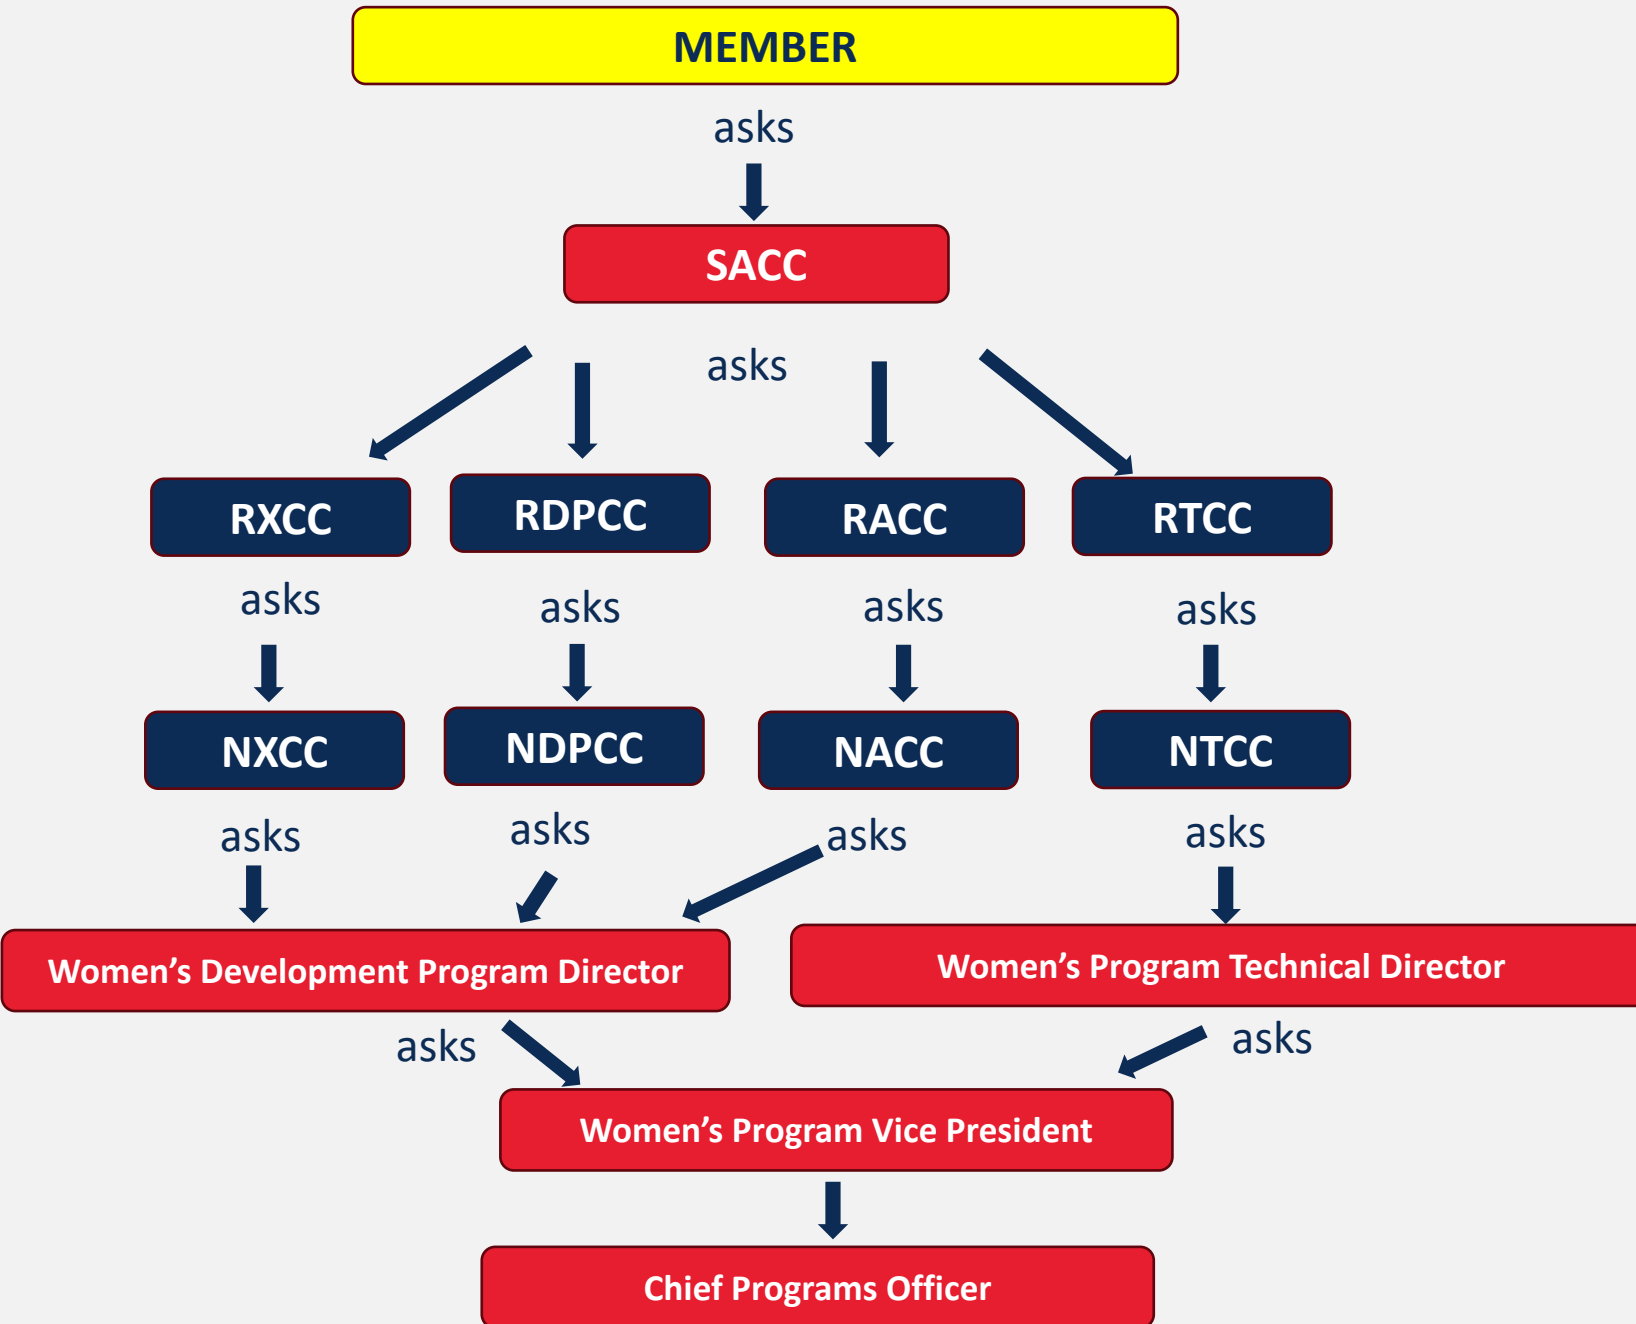 MEMBER
asks
SACC
asks
RXCC
RDPCC
RACC
RTCC
asks
asks
asks
asks
NXCC
NDPCC
NACC
NTCC
asks
asks
asks
asks
Women’s Development Program Director
Women’s Program Technical Director
asks
asks
Women’s Program Vice President
Chief Programs Officer